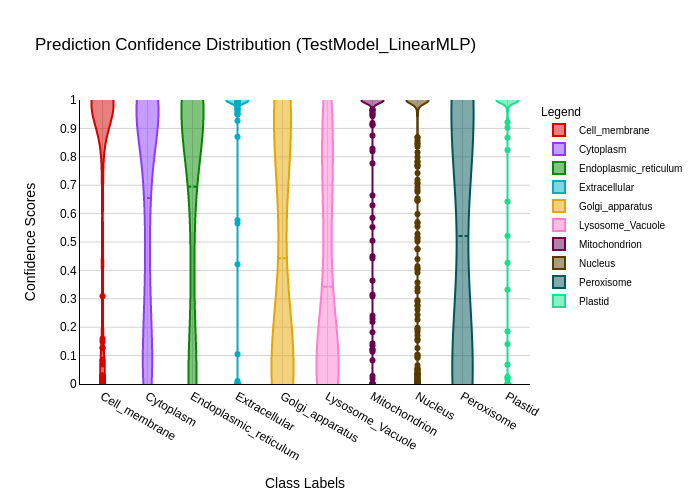 Prediction Confidence Distribution (TestModel_LinearMLP)
Confidence Scores
1
0.9
0.8
0.7
0.6
0.5
0.4
0.3
0.2
0.1
0
Cell_membrane
Cytoplasm
Endoplasmic_reticulum
Extracellular
Golgi_apparatus
Lysosome_Vacuole
Mitochondrion
Nucleus
Peroxisome
Plastid
Class Labels
Legend
Cell_membrane
Cytoplasm
Endoplasmic_reticulum
Extracellular
Golgi_apparatus
Lysosome_Vacuole
Mitochondrion
Nucleus
Peroxisome
Plastid